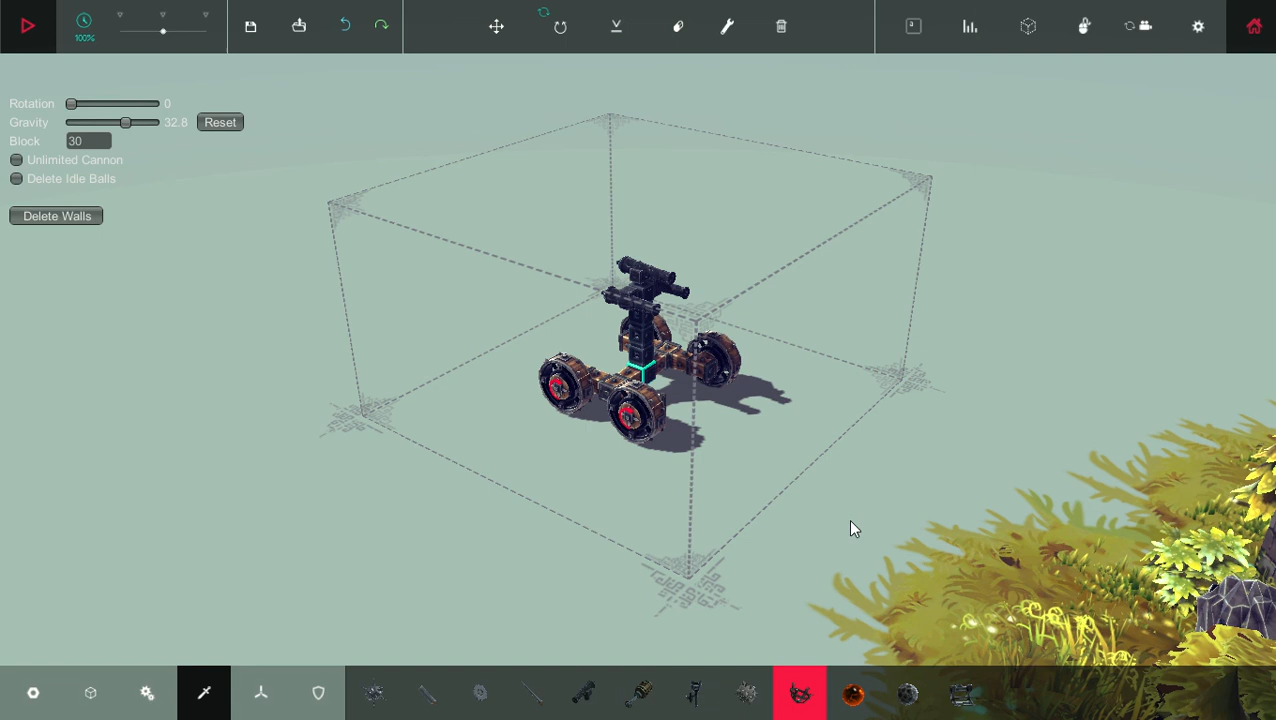 100%
Rotation 0
Gravity 32.8 Reset
Block 30
Unlimited Cannon
Delete Idle Balls
Delete Walls